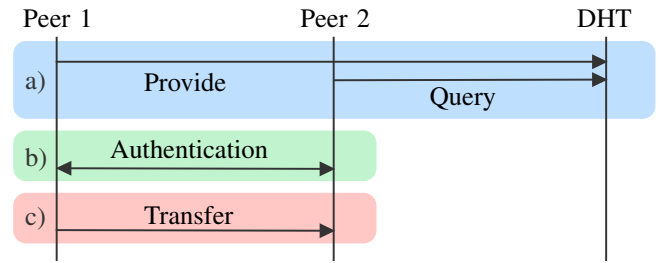 Peer 1 Peer 2 DHT
a) Provide
Query
b) Authentication
c) Transfer